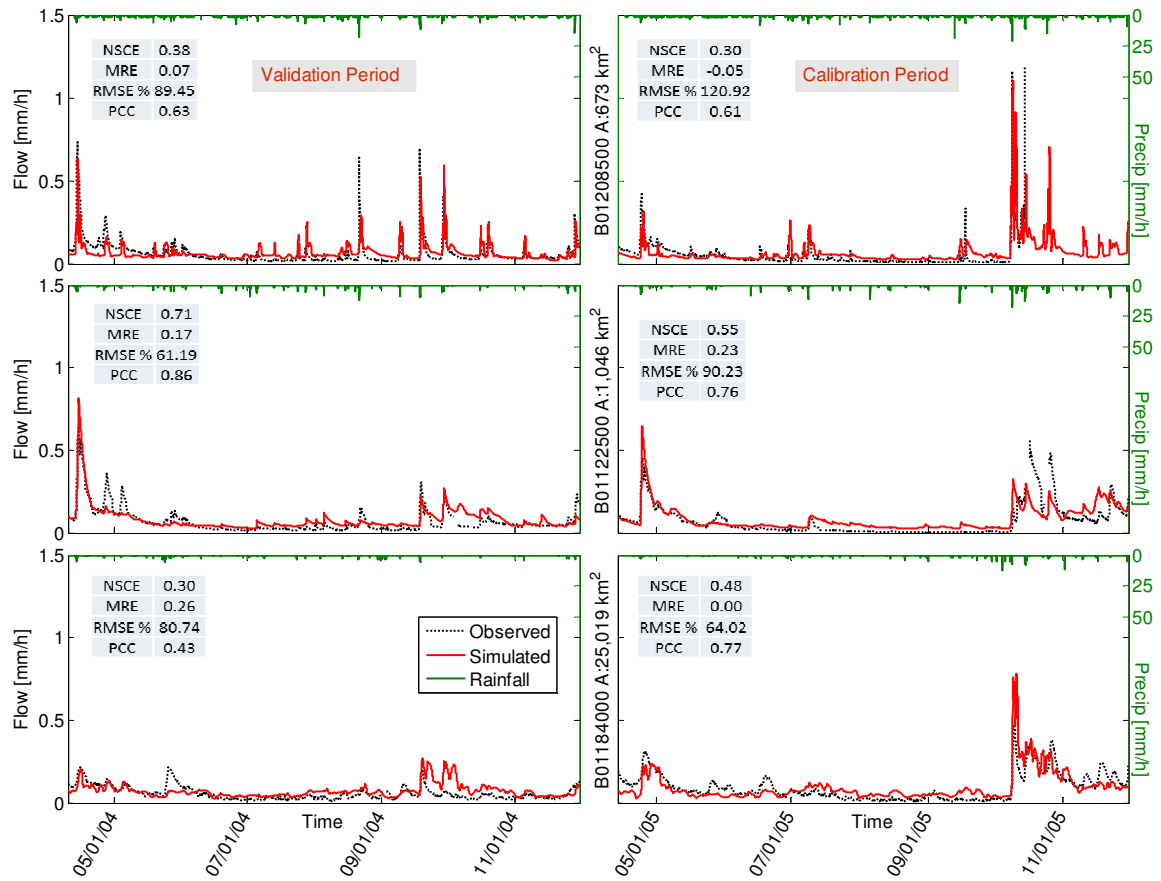 1.5
1
0.5
0
Flow [mm/h]
NSCE 0.38
MRE 0.07
RMSE % 89.45
PCC 0.63
Validation Period
B01208500 A:673 km²
NSCE 0.30
MRE -0.05
RMSE % 120.92
PCC 0.61
Calibration Period
0
25
50
Precip [mm/h]
1.5
1
0.5
0
Flow [mm/h]
NSCE 0.71
MRE 0.17
RMSE % 61.19
PCC 0.86
B01122500 A:1,046 km²
NSCE 0.55
MRE 0.23
RMSE % 90.23
PCC 0.76
0
25
50
Precip [mm/h]
1.5
1
0.5
0
Flow [mm/h]
NSCE 0.30
MRE 0.26
RMSE % 80.74
PCC 0.43
Observed
Simulated
Rainfall
B01184000 A:25,019 km²
NSCE 0.48
MRE 0.00
RMSE % 64.02
PCC 0.77
0
25
50
Precip [mm/h]
05/01/04
07/01/04
09/01/04
11/01/04
Time
05/01/05
07/01/05
09/01/05
11/01/05
Time